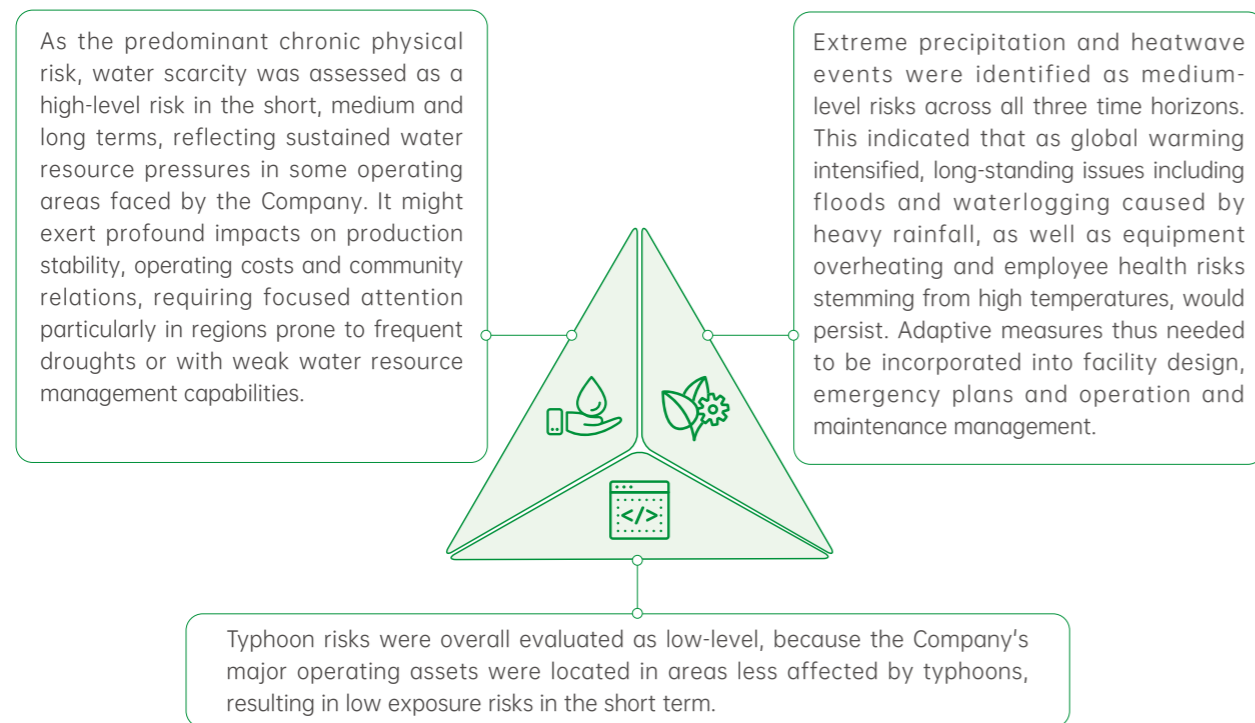 As the predominant chronic physical
risk, water scarcity was assessed as a
high-level risk in the short, medium and
long terms, reflecting sustained water
resource pressures in some operating
areas faced by the Company. It might
exert profound impacts on production
stability, operating costs and community
relations, requiring focused attention
particularly in regions prone to frequent
droughts or with weak water resource
management capabilities.
Extreme precipitation and heatwave
events were identified as medium-
level risks across all three time horizons.
This indicated that as global warming
intensified, long-standing issues including
floods and waterlogging caused by
heavy rainfall, as well as equipment
overheating and employee health risks
stemming from high temperatures, would
persist. Adaptive measures thus needed
to be incorporated into facility design,
emergency plans and operation and
maintenance management.
</>
Typhoon risks were overall evaluated as low-level, because the Company's
major operating assets were located in areas less affected by typhoons,
resulting in low exposure risks in the short term.